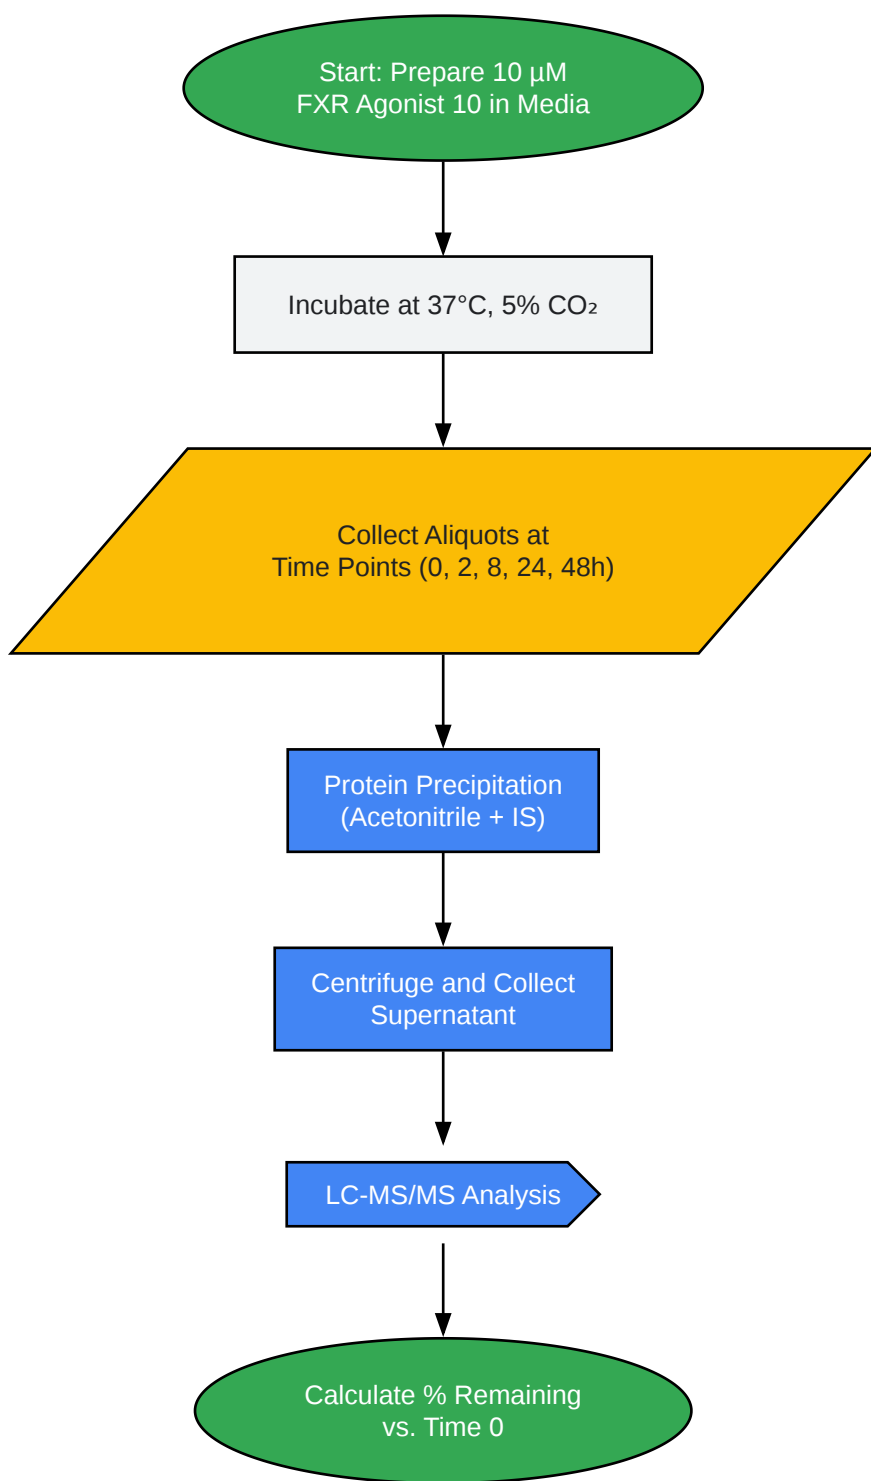 Start: Prepare 10 µM
FXR Agonist 10 in Media
Incubate at 37°C, 5% CO₂
Collect Aliquots at
Time Points (0, 2, 8, 24, 48h)
Protein Precipitation
(Acetonitrile + IS)
Centrifuge and Collect
Supernatant
LC-MS/MS Analysis
Calculate % Remaining
vs. Time 0